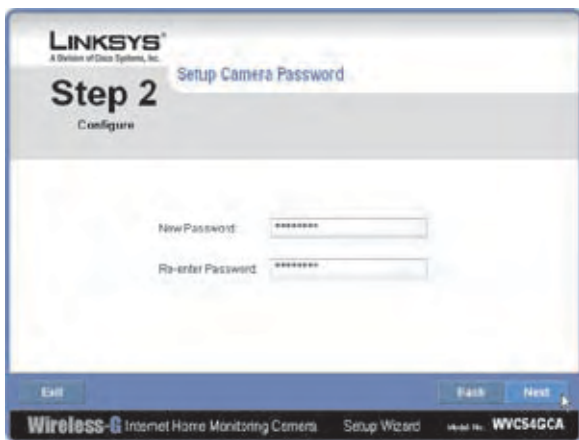 LINKSYS®
A Division of Cisco Systems, Inc.
Setup Camera Password
Step 2
Configure
New Password:
********
Re-enter Password:
********
Exit
Back
Next
Wireless-G Internet Home Monitoring Camera Setup Wizard Model No. WVC54GCA